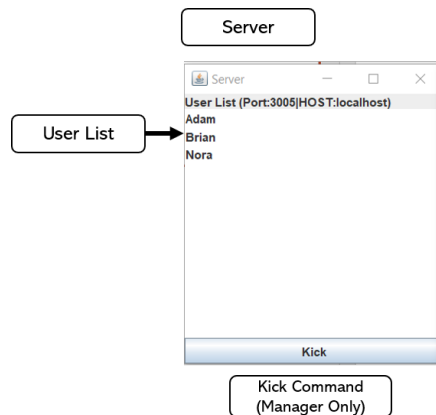 Server
Server
User List (Port:3005|HOST:localhost)
Adam
User List
Brian
Nora
Kick
Kick Command
(Manager Only)